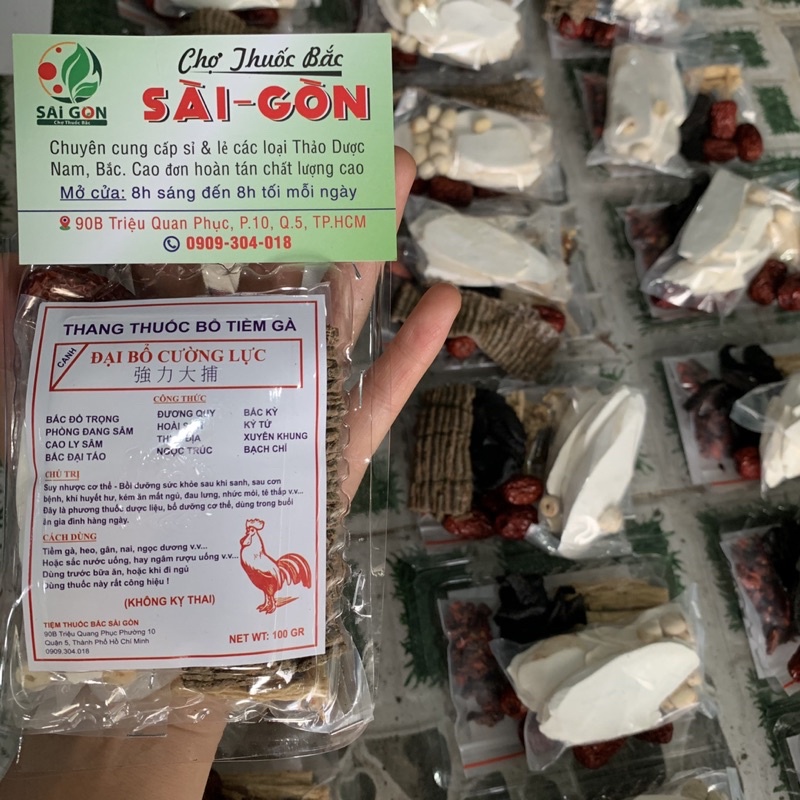 SÀI GÒN
Chợ Thuốc Bắc
Chợ Thuốc Bắc
SÀI-GÒN
Chuyên cung cấp sỉ & lẻ các loại Thảo Dược
Nam, Bắc. Cao đơn hoàn tán chất lượng cao
Mở cửa: 8h sáng đến 8h tối mỗi ngày
90B Triệu Quang Phục, P.10, Q.5, TP.HCM
0909-304-018
THANG THUỐC BỔ TIỀM GÀ
CANH
ĐẠI BỔ CƯỜNG LỰC
強力大捕
CÔNG THỨC
BẮC ĐỖ TRỌNG ĐƯƠNG QUY BẮC KỲ
PHÒNG ĐANG SÂM HOÀI KỶ TỬ
CAO LY SÂM ĐỊA XUYÊN KHUNG
BẮC ĐẠI TÁO NGỌC TRÚC BẠCH CHỈ
CHỦ TRỊ
Suy nhược cơ thể - Bồi dưỡng sức khỏe sau khi sanh, sau cơn
bệnh, khí huyết hư, kém ăn mất ngủ, đau lưng, nhức mỏi, tê thấp v.v...
Đây là phương thuốc dược liệu, bổ dưỡng cơ thể, dùng trong buổi
ăn gia đình hàng ngày.
CÁCH DÙNG
Tiềm gà, heo, gân, nai, ngọc dương v.v...
Hoặc sắc nước uống, hay ngâm rượu uống v.v...
Dùng trước bữa ăn, hoặc khi đi ngủ
Dùng thuốc này rất công hiệu !
(KHÔNG KỴ THAI)
TIỆM THUỐC BẮC SÀI GÒN
90B Triệu Quang Phục Phường 10
Quận 5, Thành Phố Hồ Chí Minh
0909.304.018
NET WT: 100 GR